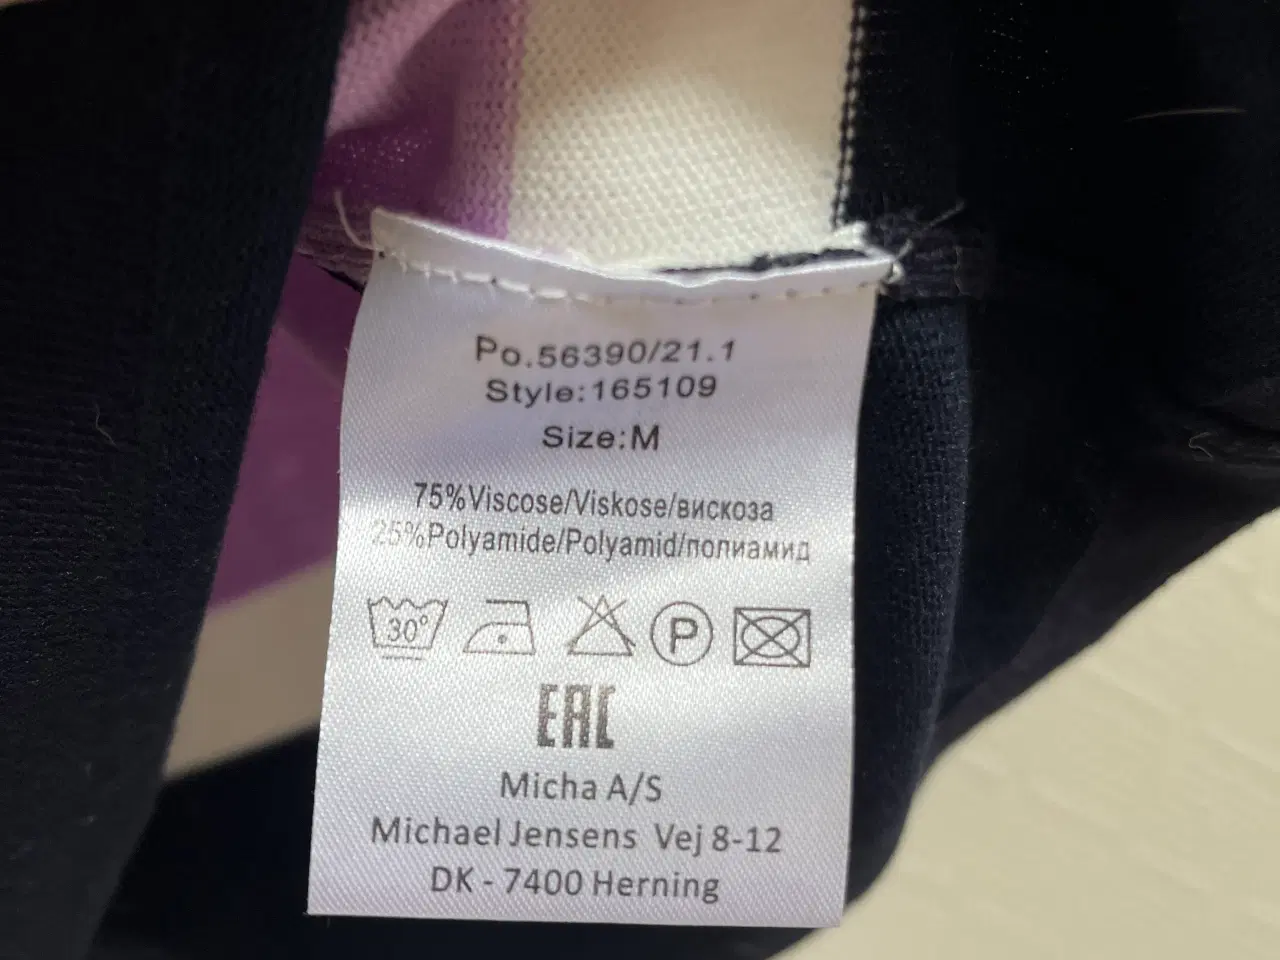 Po.56390/21.1
Style:165109
Size:M
75%Viscose/Viskose/вискоза
25%Polyamide/Polyamid/полиамид
30° P
EAC
Micha A/S
Michael Jensens Vej 8-12
DK - 7400 Herning